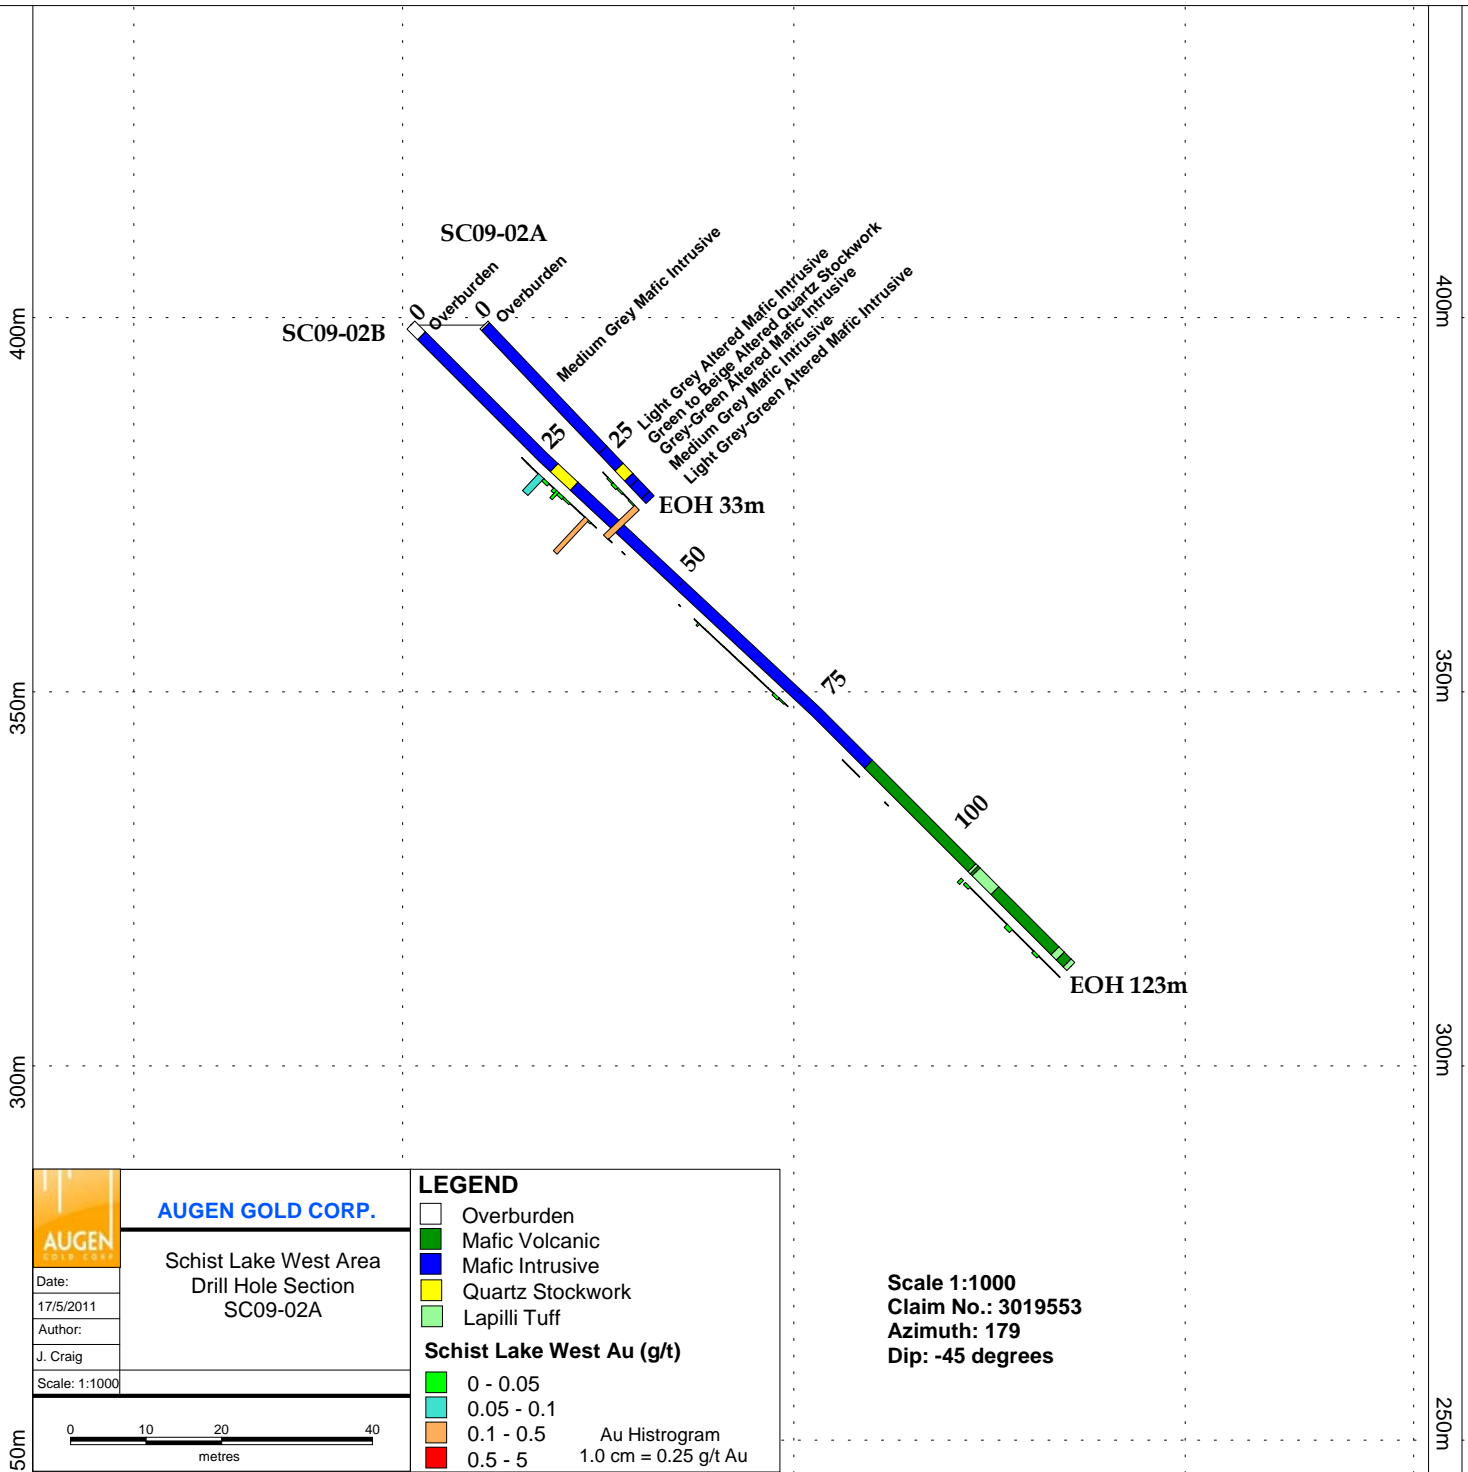 SC09-02A
Overburden
Overburden
Medium Grey Mafic Intrusive
Light Grey Altered Mafic Intrusive
Green to Beige Altered Quartz Stockwork
Grey-Green Altered Mafic Intrusive
Medium Grey Mafic Intrusive
Light Grey-Green Altered Mafic Intrusive
0
0
SC09-02B
400m
400m
25
25
EOH 33m
50
75
350m
350m
100
EOH 123m
300m
300m
AUGEN
GOLD CORP
AUGEN GOLD CORP.
Schist Lake West Area
Drill Hole Section
SC09-02A
Date:
17/5/2011
Author:
J. Craig
Scale: 1:1000
0 10 20 40
metres
LEGEND
Overburden
Mafic Volcanic
Mafic Intrusive
Quartz Stockwork
Lapilli Tuff
Schist Lake West Au (g/t)
0 - 0.05
0.05 - 0.1
0.1 - 0.5
0.5 - 5
Au Histrogram
1.0 cm = 0.25 g/t Au
Scale 1:1000
Claim No.: 3019553
Azimuth: 179
Dip: -45 degrees
50m
250m